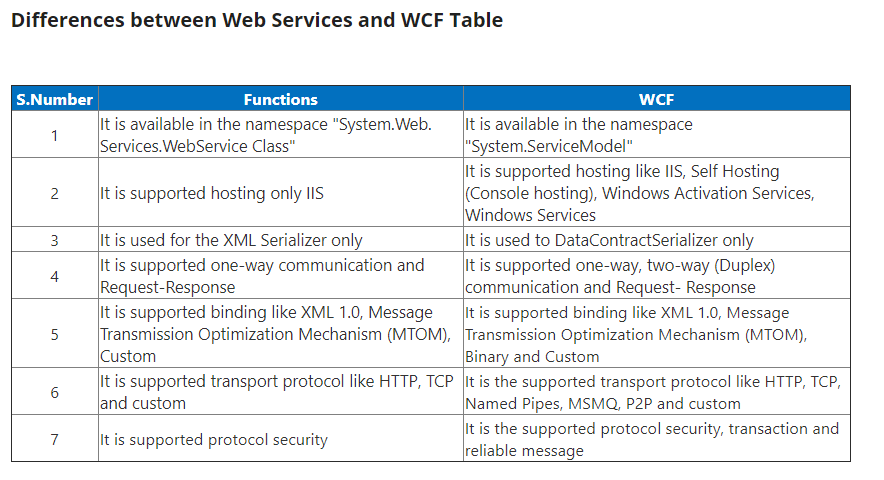 Differences between Web Services and WCF Table
S.Number Functions WCF
1 It is available in the namespace "System.Web. Services.WebService Class" It is available in the namespace "System.ServiceModel"
2 It is supported hosting only IIS It is supported hosting like IIS, Self Hosting (Console hosting), Windows Activation Services, Windows Services
3 It is used for the XML Serializer only It is used to DataContractSerializer only
4 It is supported one-way communication and Request-Response It is supported one-way, two-way (Duplex) communication and Request- Response
5 It is supported binding like XML 1.0, Message Transmission Optimization Mechanism (MTOM), Custom It is supported binding like XML 1.0, Message Transmission Optimization Mechanism (MTOM), Binary and Custom
6 It is supported transport protocol like HTTP, TCP and custom It is the supported transport protocol like HTTP, TCP, Named Pipes, MSMQ, P2P and custom
7 It is supported protocol security It is the supported protocol security, transaction and reliable message